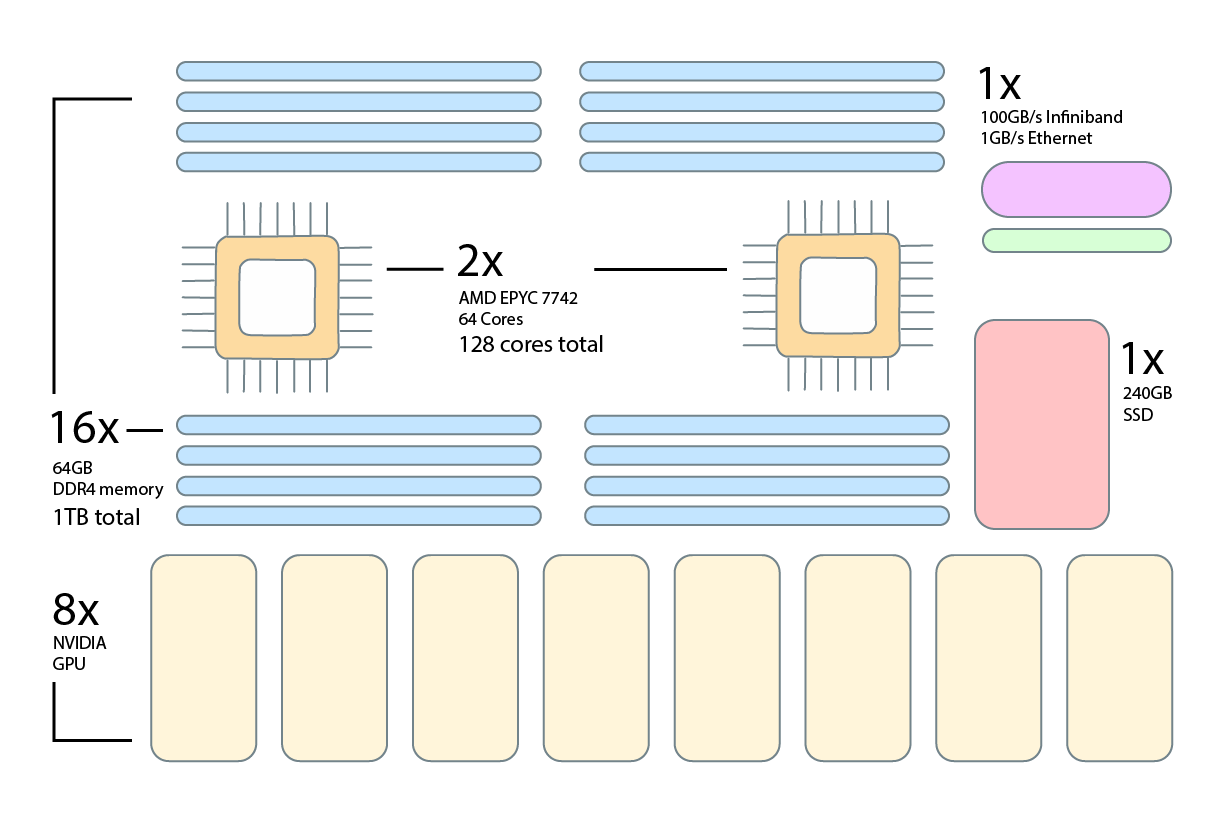 1x
100GB/s Infiniband
1GB/s Ethernet
2x
AMD EPYC 7742
64 Cores
128 cores total
1x
240GB
SSD
16x
64GB
DDR4 memory
1TB total
8x
NVIDIA
GPU